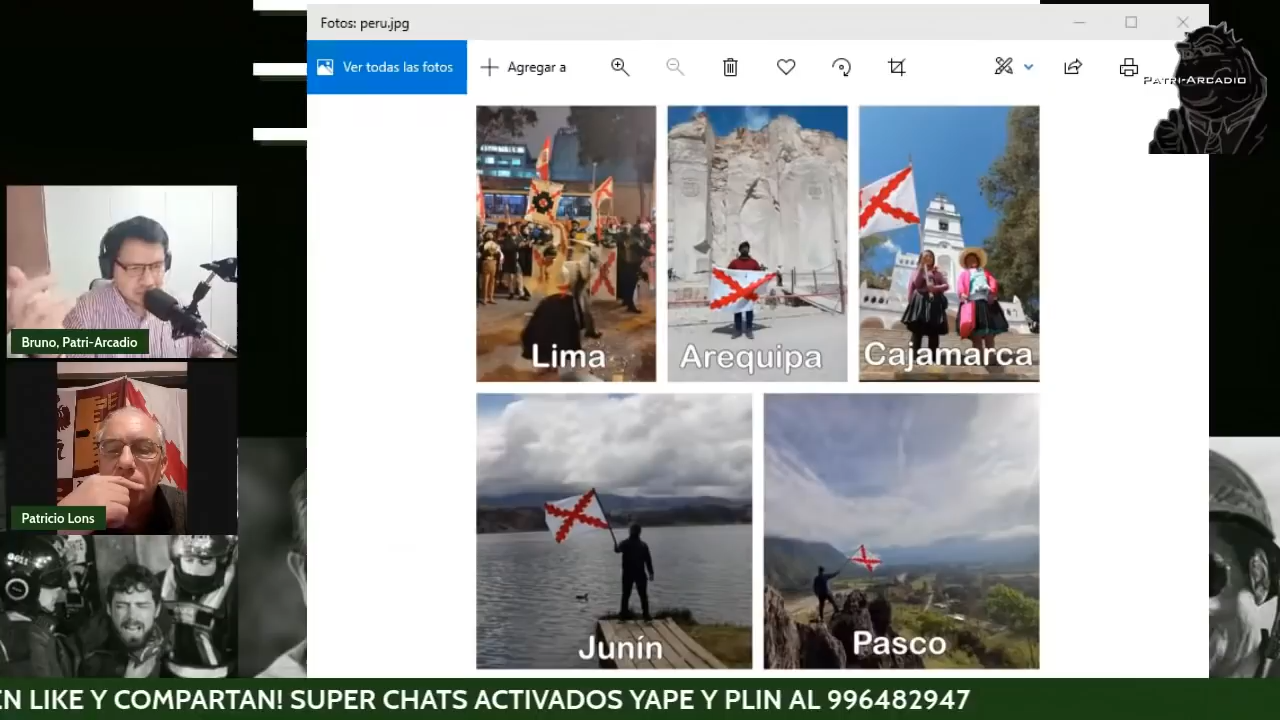 Fotos: peru.jpg
Ver todas las fotos
Agregar a
PATRI-ARCADIO
Lima
Arequipa
Cajamarca
Bruno, Patri-Arcadio
Patricio Lons
Junín
Pasco
EN LIKE Y COMPARTAN! SUPER CHATS ACTIVADOS YAPE Y PLIN AL 996482947